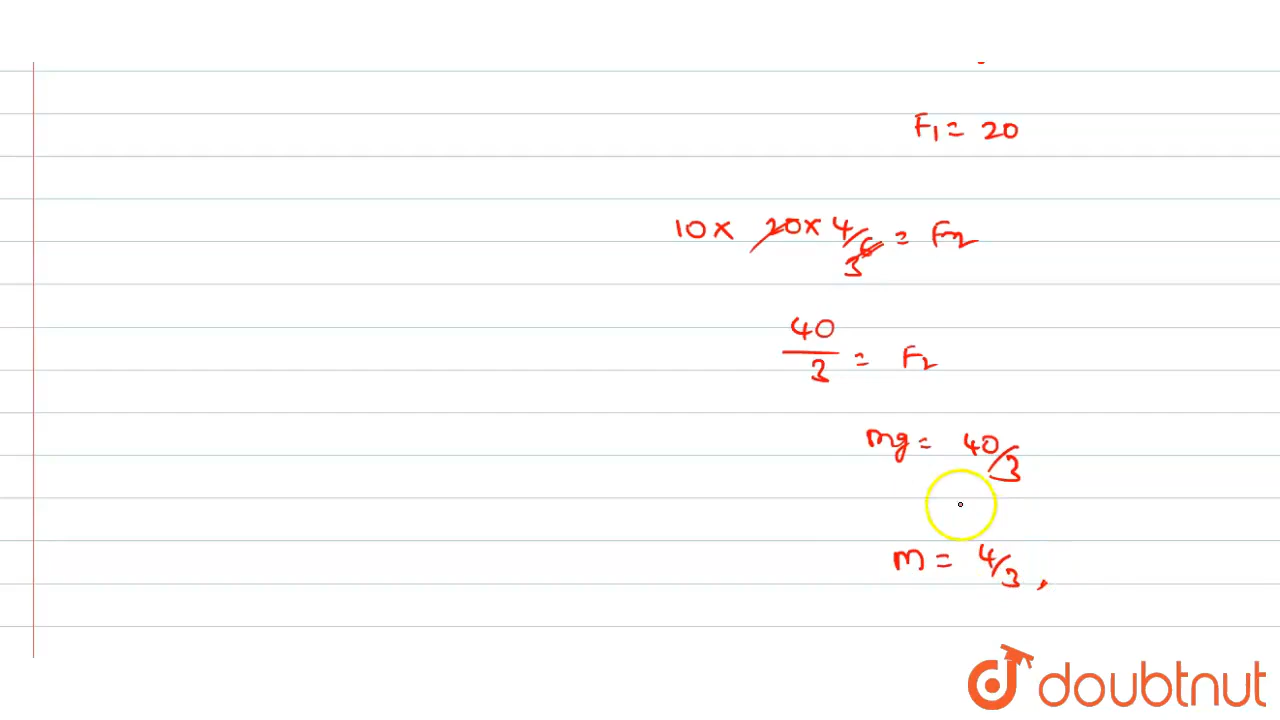 F₁ = 20
10 × 20 × 4/6 3 = F₂
40/3 = F₂
mg = 40/3
m = 4/3,
doubtnut